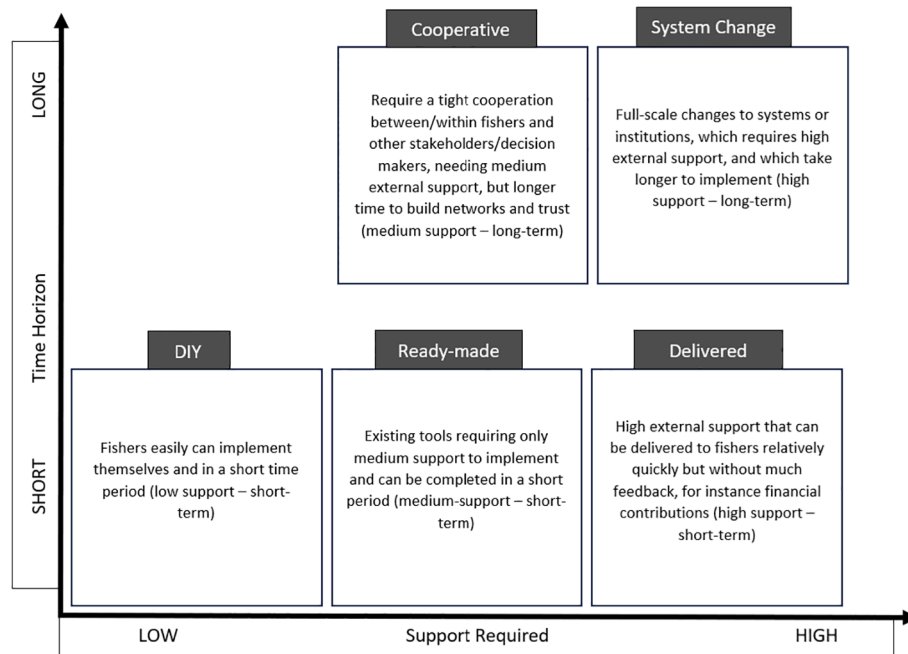 Cooperative
System Change
LONG
Require a tight cooperation
between/within fishers and
other stakeholders/decision
makers, needing medium
external support, but longer
time to build networks and trust
(medium support – long-term)
Full-scale changes to systems or
institutions, which requires high
external support, and which take
longer to implement (high
support – long-term)
Time Horizon
DIY
Ready-made
Delivered
SHORT
Fishers easily can implement
themselves and in a short time
period (low support – short-
term)
Existing tools requiring only
medium support to implement
and can be completed in a short
period (medium-support – short-
term)
High external support that can
be delivered to fishers relatively
quickly but without much
feedback, for instance financial
contributions (high support –
short-term)
LOW
Support Required
HIGH